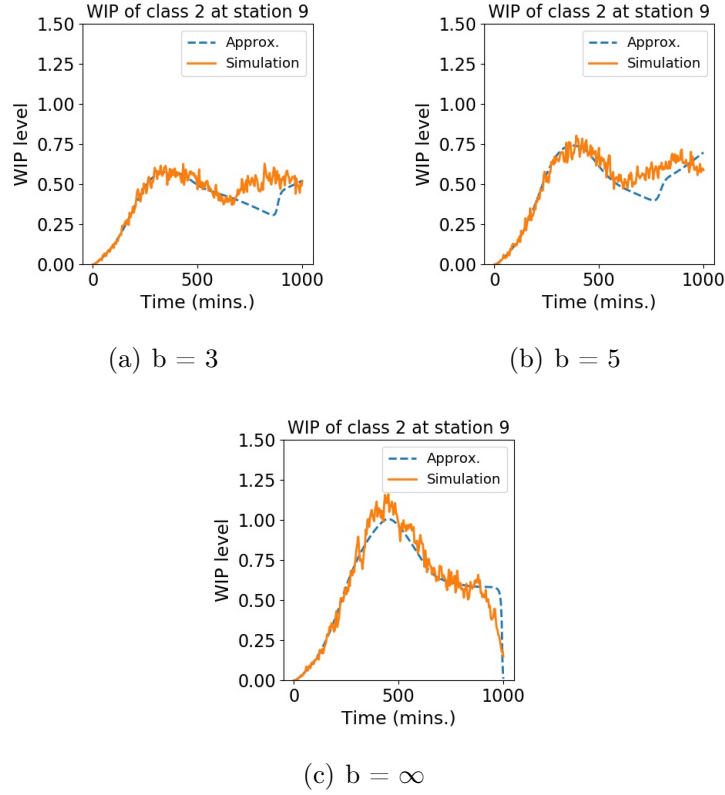 WIP of class 2 at station 9
1.50
1.25
1.00
0.75
0.50
0.25
0.00
WIP level
Approx.
Simulation
0
500
1000
Time (mins.)
(a) b = 3
WIP of class 2 at station 9
1.50
1.25
1.00
0.75
0.50
0.25
0.00
WIP level
Approx.
Simulation
0
500
1000
Time (mins.)
(b) b = 5
WIP of class 2 at station 9
1.50
1.25
1.00
0.75
0.50
0.25
0.00
WIP level
Approx.
Simulation
0
500
1000
Time (mins.)
(c) b = ∞